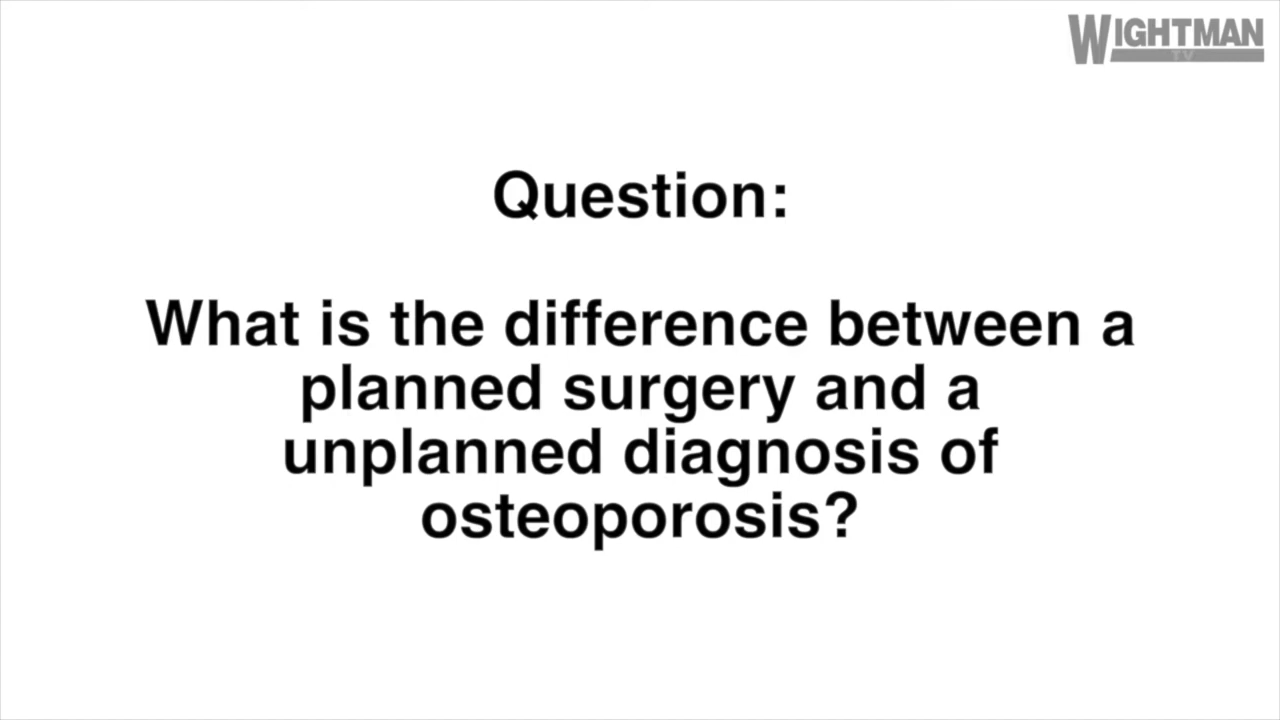 WIGHTMAN
TV
Question:
What is the difference between a
planned surgery and a
unplanned diagnosis of
osteoporosis?